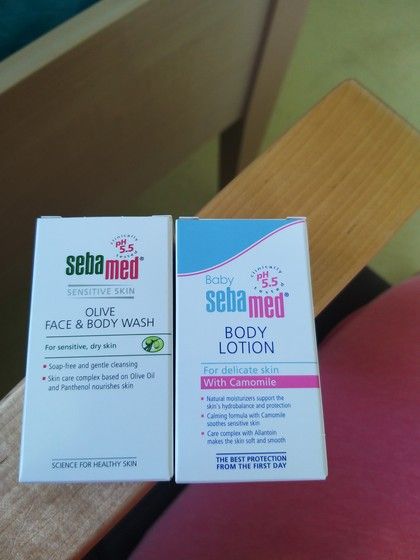 clinically tested
pH
5.5
sebamed®
SENSITIVE SKIN
OLIVE
FACE & BODY WASH
For sensitive, dry skin
Soap-free and gentle cleansing
Skin care complex based on Olive Oil
and Panthenol nourishes skin
SCIENCE FOR HEALTHY SKIN
clinically tested
pH
5.5
Baby
sebamed®
BODY
LOTION
For delicate skin
With Camomile
Natural moisturizers support the
skin's hydrobalance and protection
Calming formula with Camomile
soothes sensitive skin
Care complex with Allantoin
makes the skin soft and smooth
THE BEST PROTECTION
FROM THE FIRST DAY